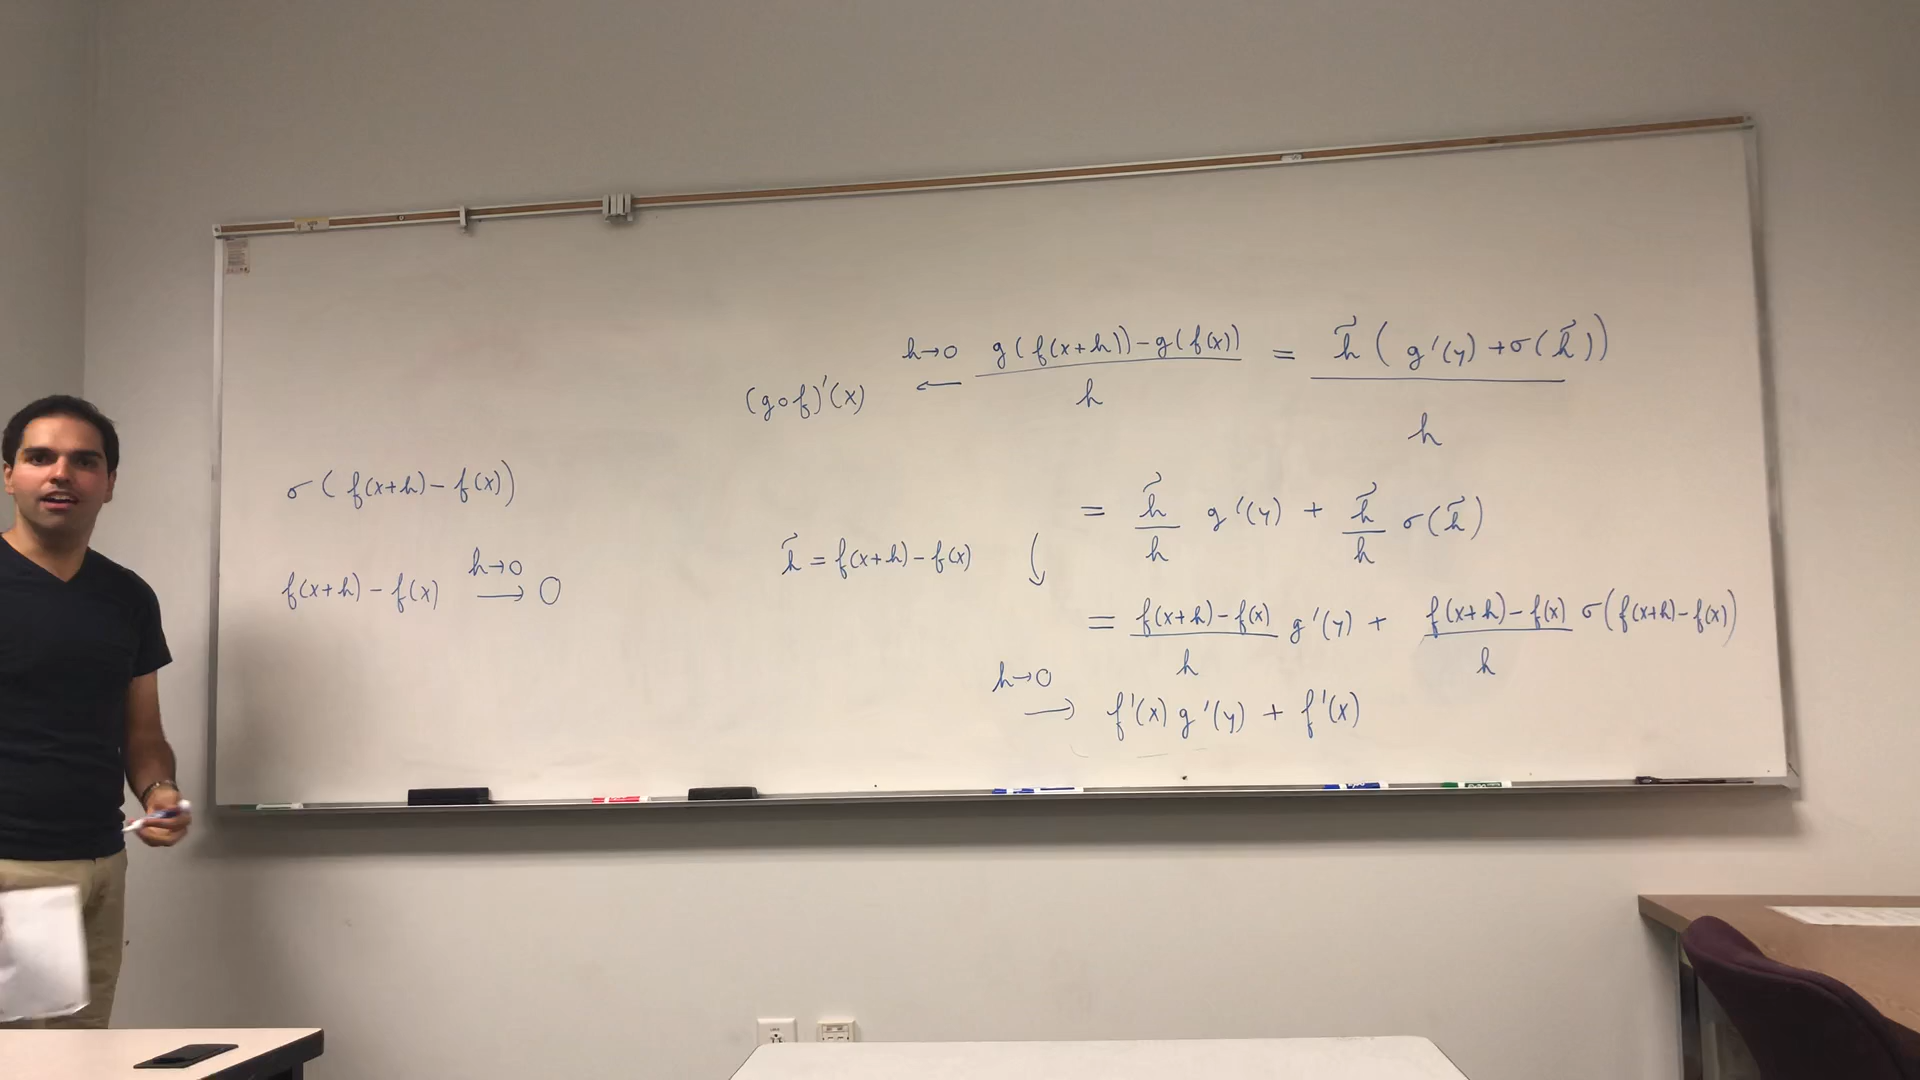 σ ( f(x+h) - f(x))
f(x+h) - f(x) h→0 ⟶ 0
(g∘f)'(x) h→0 ⟵ g(f(x+h))-g(f(x)) / h = h̃ ( g'(y) + σ(h̃)) / h
= h̃ / h g'(y) + h̃ / h σ(h̃)
h̃ = f(x+h) - f(x)
= f(x+h) - f(x) / h g'(y) + f(x+h) - f(x) / h σ(f(x+h) - f(x))
h→0 ⟶ f'(x) g'(y) + f'(x)